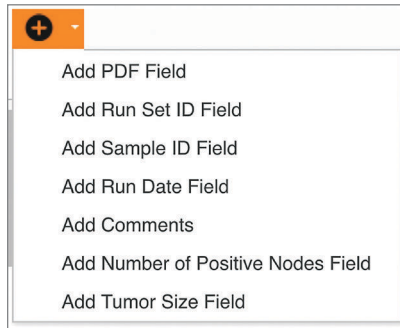 Add PDF Field
Add Run Set ID Field
Add Sample ID Field
Add Run Date Field
Add Comments
Add Number of Positive Nodes Field
Add Tumor Size Field